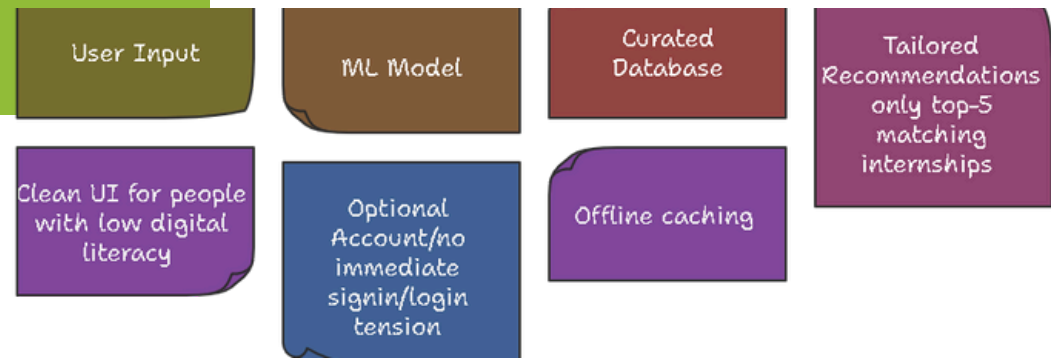 User Input
ML Model
Curated
Database
Tailored
Recommendations
only top-5
matching
internships
Clean UI for people
with low digital
literacy
Optional
Account/no
immediate
signin/login
tension
Offline caching